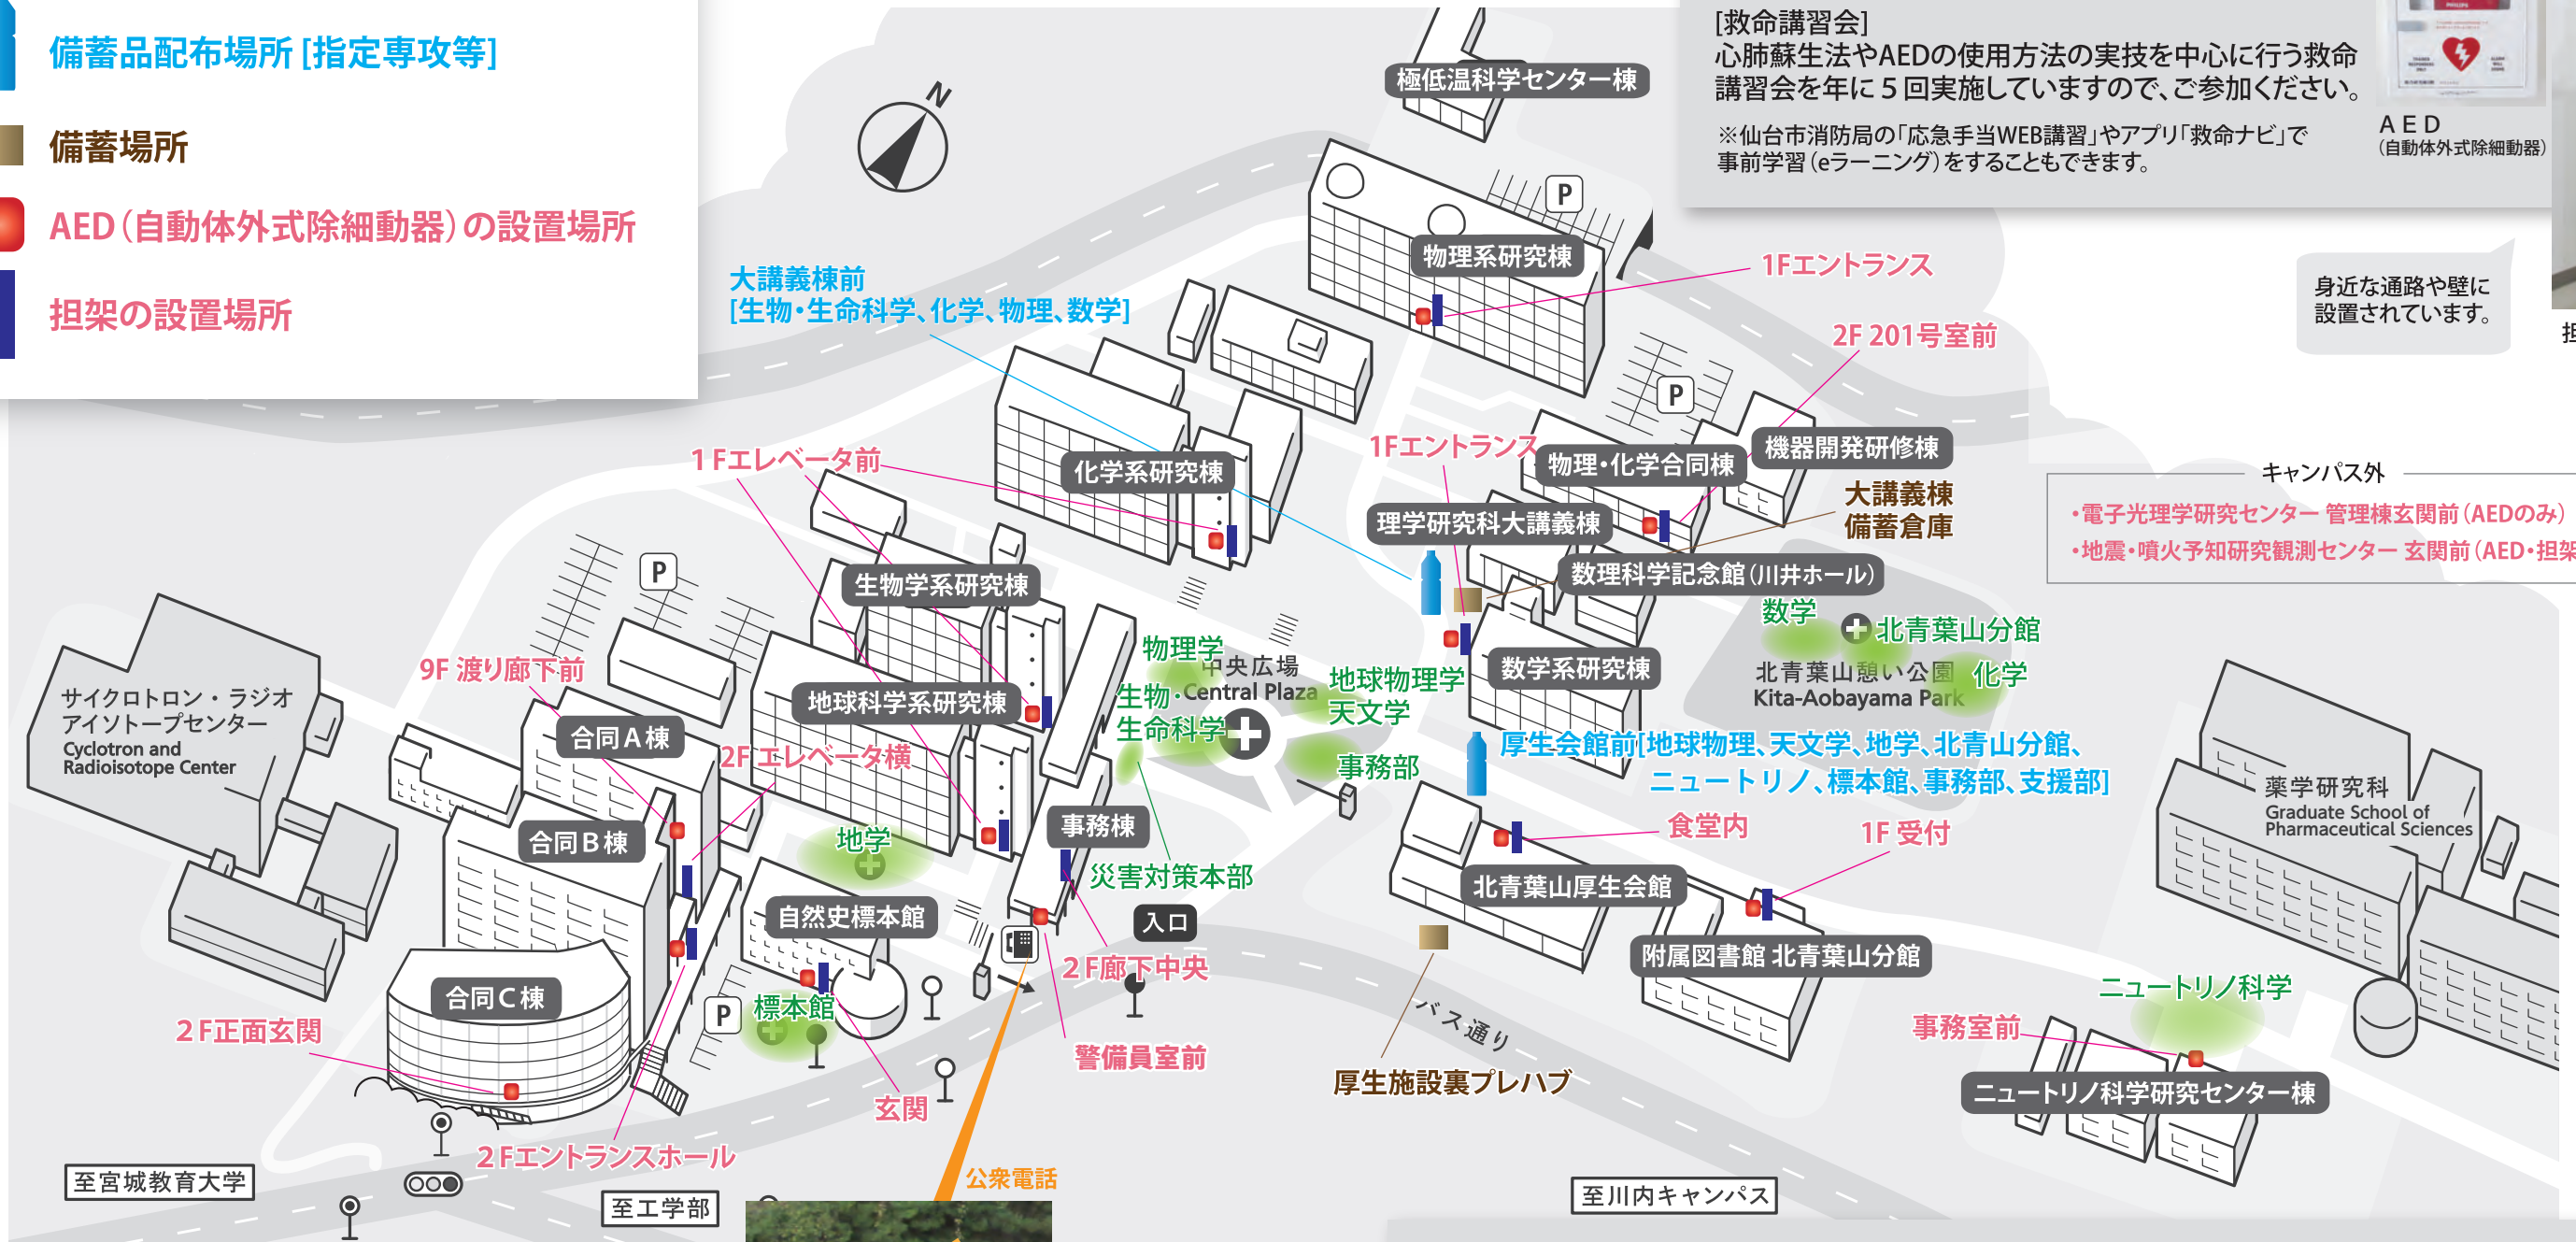 備蓄品配布場所 [指定専攻等]
備蓄場所
AED（自動体外式除細動器）の設置場所
担架の設置場所
[救命講習会]
心肺蘇生法やAEDの使用方法の実技を中心に行う救命
講習会を年に５回実施していますので、ご参加ください。
※仙台市消防局の「応急手当WEB講習」やアプリ「救命ナビ」で
事前学習（eラーニング）をすることもできます。
ＡＥＤ
（自動体外式除細動器）
身近な通路や壁に
設置されています。
担
キャンパス外
・電子光理学研究センター 管理棟玄関前（AEDのみ）
・地震・噴火予知研究観測センター 玄関前（AED・担架
N
極低温科学センター棟
P
物理系研究棟
1Fエントランス
大講義棟前
[生物・生命科学、化学、物理、数学]
2F 201号室前
P
1Fエントランス
物理・化学合同棟
機器開発研修棟
１Fエレベータ前
化学系研究棟
大講義棟
備蓄倉庫
理学研究科大講義棟
P
生物学系研究棟
数理科学記念館（川井ホール）
数学
北青葉山分館
北青葉山憩い公園
Kita-Aobayama Park
化学
物理学
中央広場
Central Plaza
生物・
生命科学
地球物理学
天文学
数学系研究棟
9F 渡り廊下前
サイクロトロン・ラジオ
アイソトープセンター
Cyclotron and
Radioisotope Center
地球科学系研究棟
合同Ａ棟
2F エレベータ横
厚生会館前[地球物理、天文学、地学、北青山分館、
ニュートリノ、標本館、事務部、支援部]
事務部
薬学研究科
Graduate School of
Pharmaceutical Sciences
合同Ｂ棟
地学
事務棟
食堂内
1F 受付
災害対策本部
北青葉山厚生会館
自然史標本館
入口
附属図書館 北青葉山分館
２F廊下中央
合同Ｃ棟
P
標本館
ニュートリノ科学
２F正面玄関
警備員室前
バス通り
事務室前
厚生施設裏プレハブ
ニュートリノ科学研究センター棟
玄関
２Fエントランスホール
公衆電話
至宮城教育大学
至工学部
至川内キャンパス